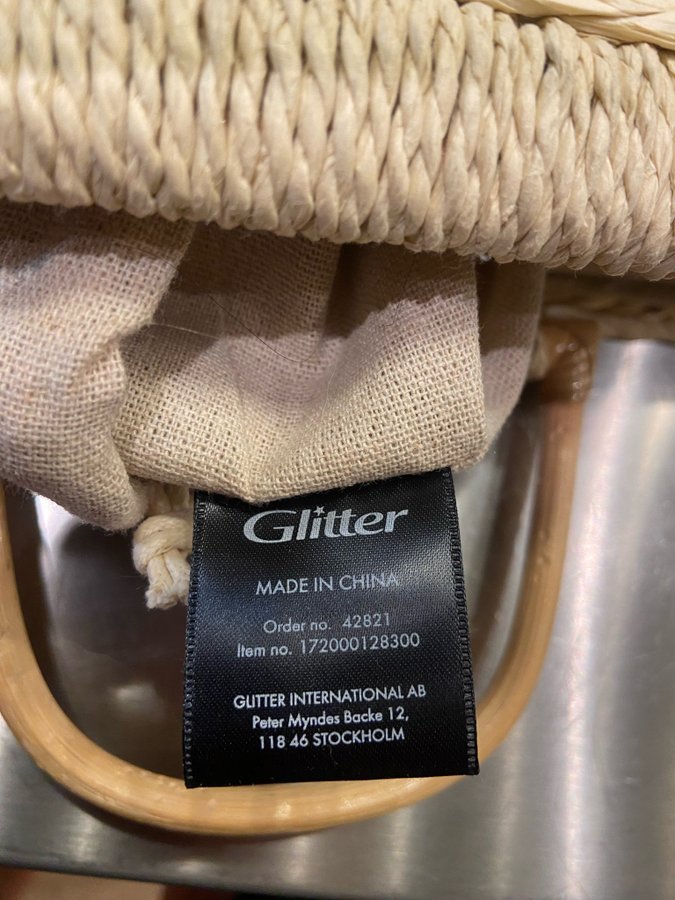 Glitter
MADE IN CHINA
Order no. 42821
Item no. 172000128300
GLITTER INTERNATIONAL AB
Peter Myndes Backe 12,
118 46 STOCKHOLM